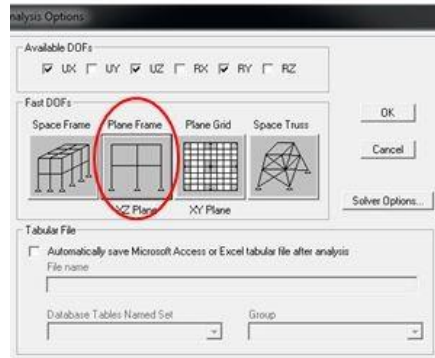 nalysis Options
Available DOFs
UX UY UZ RX RY RZ
Fast DOFs
Space Frame Plane Frame Plane Grid Space Truss
OK
Cancel
XZ Plane XY Plane
Solver Options...
Tabular File
Automatically save Microsoft Access or Excel tabular file after analysis
File name
Database Tables Named Set Group